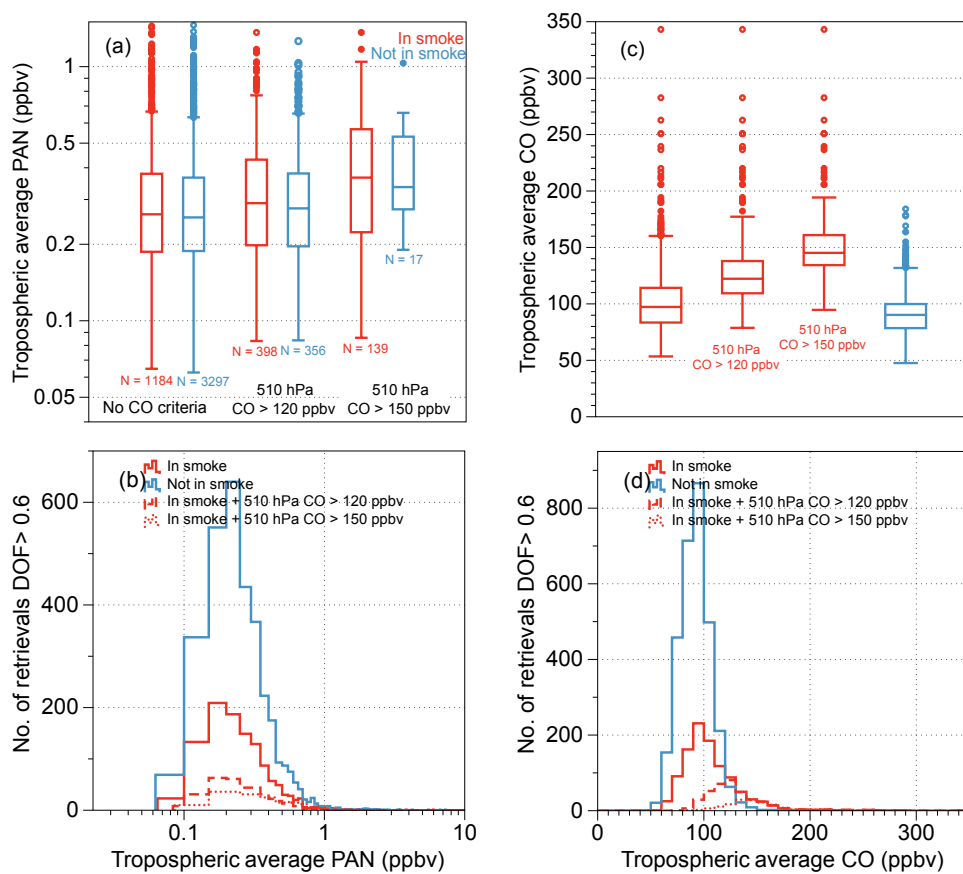 (a)
In smoke
Not in smoke
1
0.5
0.2
0.1
0.05
Tropospheric average PAN (ppbv)
N = 1184
N = 3297
N = 398
N = 356
N = 139
N = 17
No CO criteria
510 hPa
CO > 120 ppbv
510 hPa
CO > 150 ppbv
(c)
350
300
250
200
150
100
50
0
Tropospheric average CO (ppbv)
510 hPa
CO > 120 ppbv
510 hPa
CO > 150 ppbv
(b)
In smoke
Not in smoke
In smoke + 510 hPa CO > 120 ppbv
In smoke + 510 hPa CO > 150 ppbv
600
400
200
0
No. of retrievals DOF> 0.6
0.1
1
10
Tropospheric average PAN (ppbv)
(d)
In smoke
Not in smoke
In smoke + 510 hPa CO > 120 ppbv
In smoke + 510 hPa CO > 150 ppbv
800
600
400
200
0
No. of retrievals DOF> 0.6
0
100
200
300
Tropospheric average CO (ppbv)